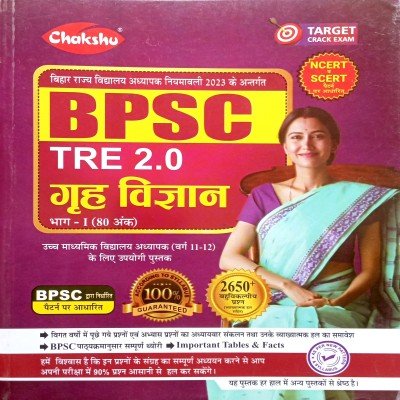 Chakshu
TARGET
CRACK EXAM
बिहार राज्य विद्यालय अध्यापक नियमावली 2023 के अन्तर्गत
NCERT
व
SCERT
पैटर्न
पर आधारित
BPSC
TRE 2.0
गृह विज्ञान
भाग - I (80 अंक)
उच्च माध्यमिक विद्यालय अध्यापक (वर्ग 11-12)
के लिए उपयोगी पुस्तक
BPSC द्वारा निर्धारित
पैटर्न पर आधारित
100%
GUARANTEED
2650+
बहुविकल्पीय
प्रश्न
• विगत वर्षों में पूछे गये प्रश्नों एवं अभ्यास प्रश्नों का अध्यायवार संकलन तथा उनके व्याख्यात्मक हल का समावेश
• BPSC पाठ्यक्रमानुसार सम्पूर्ण थ्योरी • Important Tables & Facts
हमें विश्वास है कि इन प्रश्नों के संग्रह का सम्पूर्ण अध्ययन करने से आप
अपनी परीक्षा में 90% प्रश्न आसानी से हल कर सकेंगे।
यह पुस्तक हर हाल में अन्य पुस्तकों से श्रेष्ठ है।